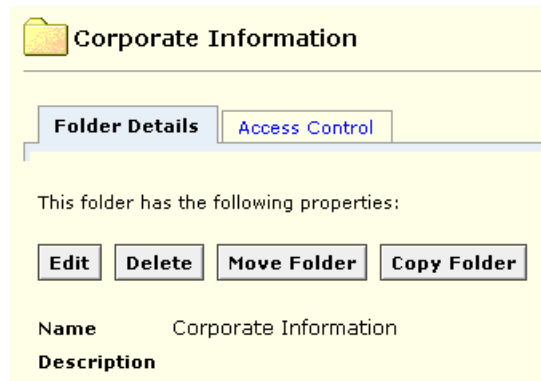 Corporate Information
Folder Details Access Control
This folder has the following properties:
Edit Delete Move Folder Copy Folder
Name Corporate Information
Description